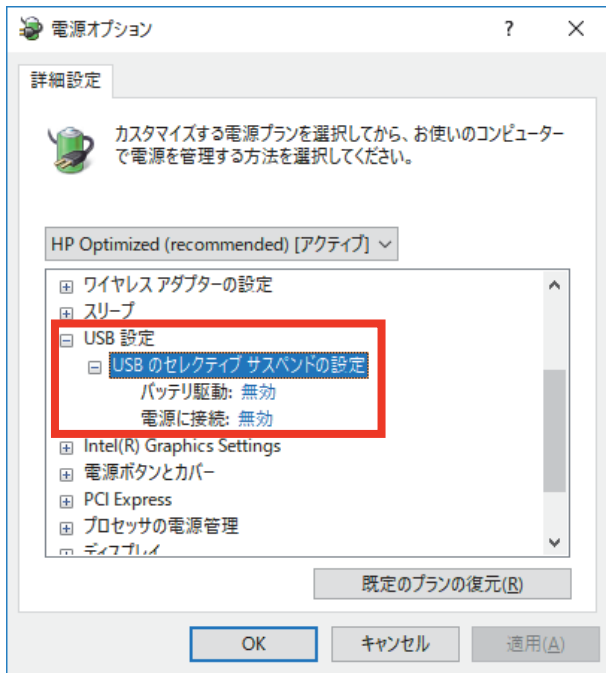 電源オプション
?
詳細設定
カスタマイズする電源プランを選択してから、お使いのコンピューター
で電源を管理する方法を選択してください。
HP Optimized (recommended) [アクティブ]
ワイヤレス アダプターの設定
スリープ
USB 設定
USB のセレクティブ サスペンドの設定
バッテリ駆動: 無効
電源に接続: 無効
Intel(R) Graphics Settings
電源ボタンとカバー
PCI Express
プロセッサの電源管理
ディスプレイ
既定のプランの復元(R)
OK
キャンセル
適用(A)